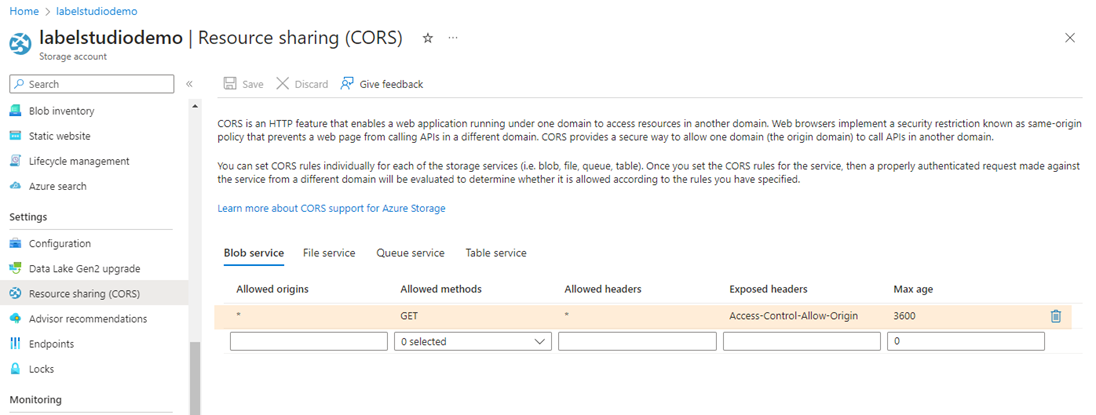 Home > labelstudiodemo
labelstudiodemo | Resource sharing (CORS) ☆ ...
Storage account
Search «
Blob inventory
Static website
Lifecycle management
Azure search
Settings
Configuration
Data Lake Gen2 upgrade
Resource sharing (CORS)
Advisor recommendations
Endpoints
Locks
Monitoring
Save Discard Give feedback
CORS is an HTTP feature that enables a web application running under one domain to access resources in another domain. Web browsers implement a security restriction known as same-origin
policy that prevents a web page from calling APIs in a different domain. CORS provides a secure way to allow one domain (the origin domain) to call APIs in another domain.
You can set CORS rules individually for each of the storage services (i.e. blob, file, queue, table). Once you set the CORS rules for the service, then a properly authenticated request made against
the service from a different domain will be evaluated to determine whether it is allowed according to the rules you have specified.
Learn more about CORS support for Azure Storage
Blob service File service Queue service Table service
Allowed origins Allowed methods Allowed headers Exposed headers Max age
* GET * Access-Control-Allow-Origin 3600
0 selected 0